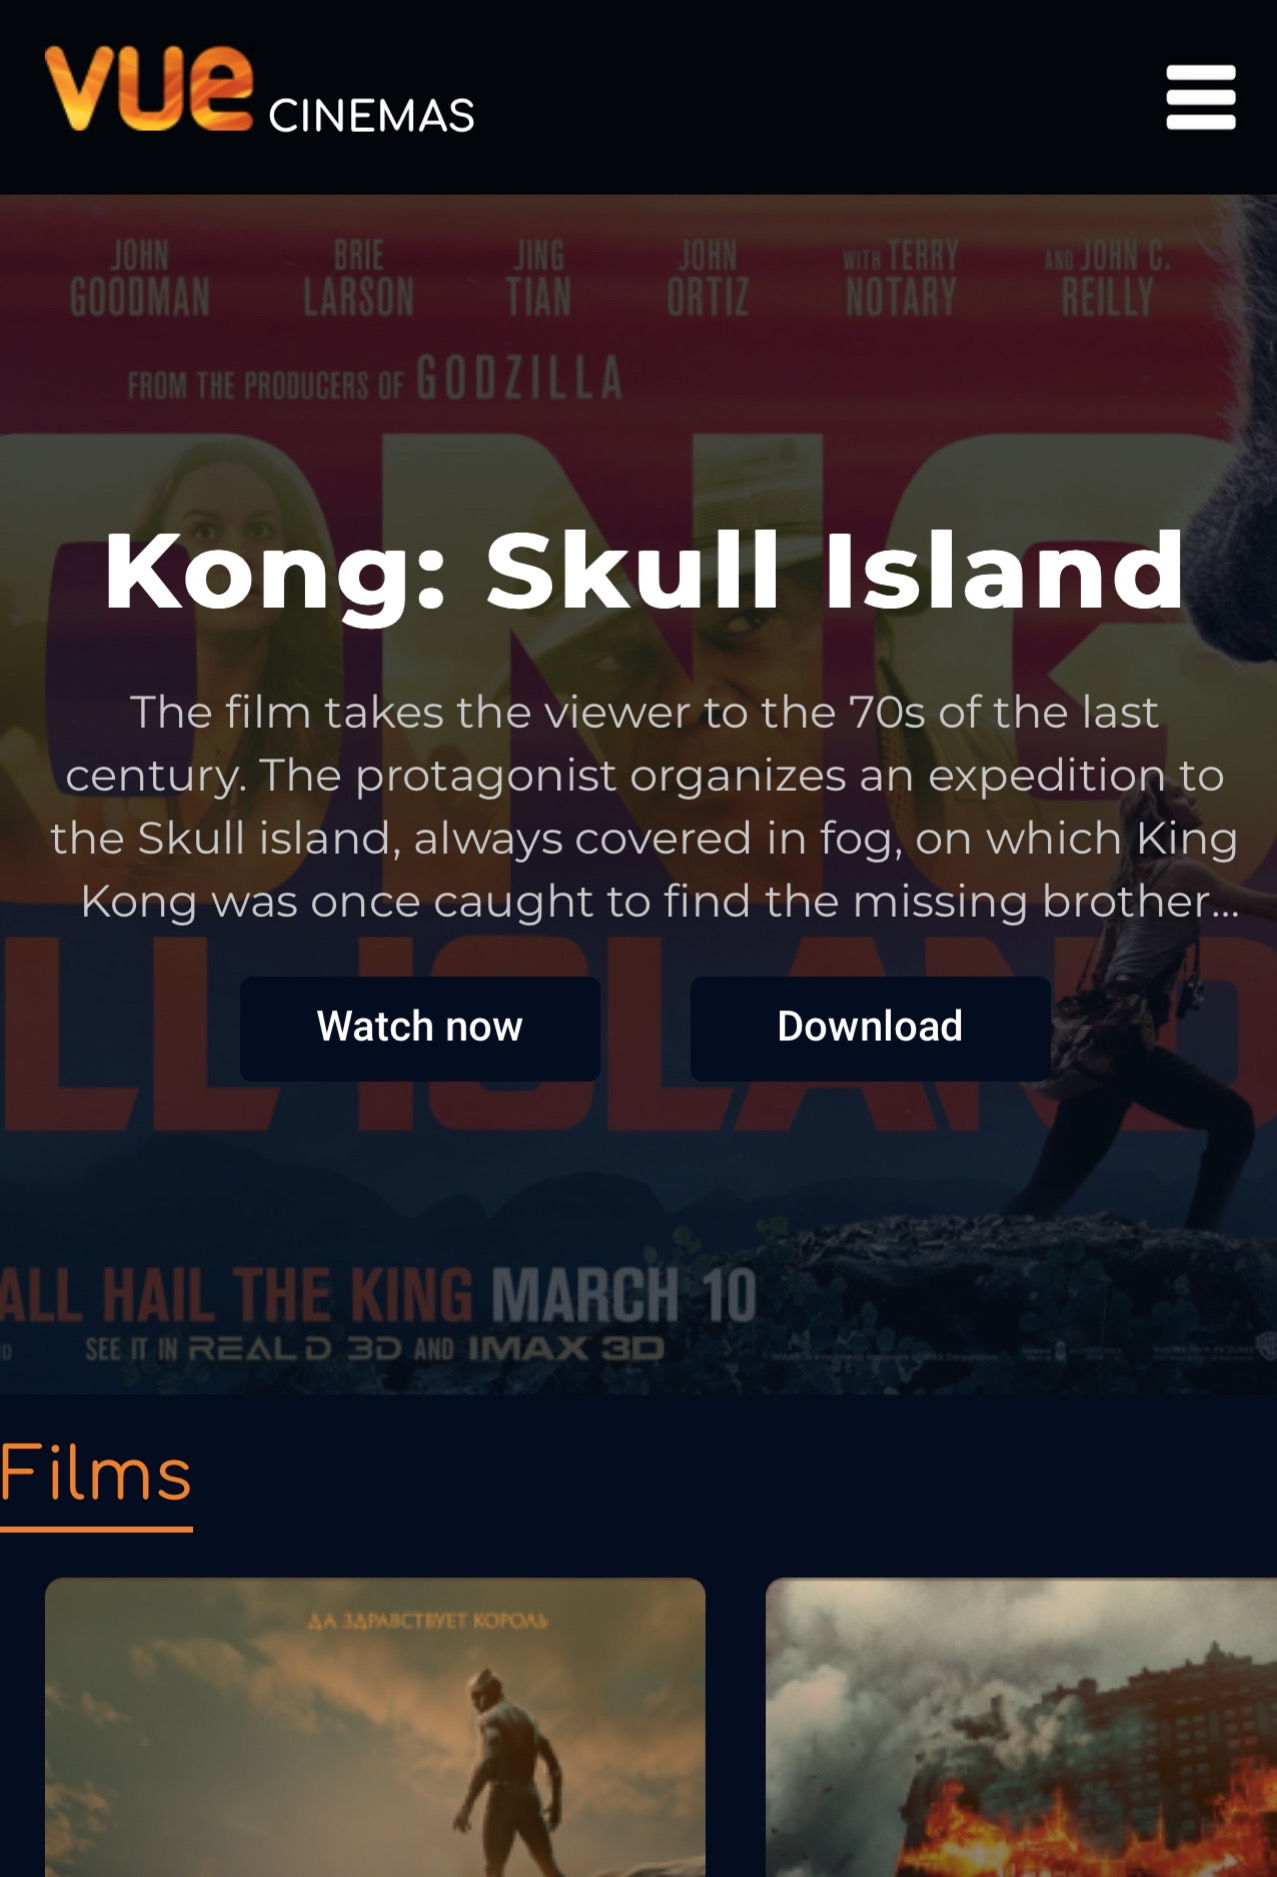 vue CINEMAS
JOHN GOODMAN
BRIE LARSON
JING TIAN
JOHN ORTIZ
WITH TERRY NOTARY
AND JOHN C. REILLY
FROM THE PRODUCERS OF GODZILLA
ONG
Kong: Skull Island
The film takes the viewer to the 70s of the last
century. The protagonist organizes an expedition to
the Skull island, always covered in fog, on which King
Kong was once caught to find the missing brother...
LL ISLAND
Watch now
Download
ALL HAIL THE KING MARCH 10
SEE IT IN REAL D 3D AND IMAX 3D
Films
ДА ЗДРАВСТВУЕТ КОРОЛЬ